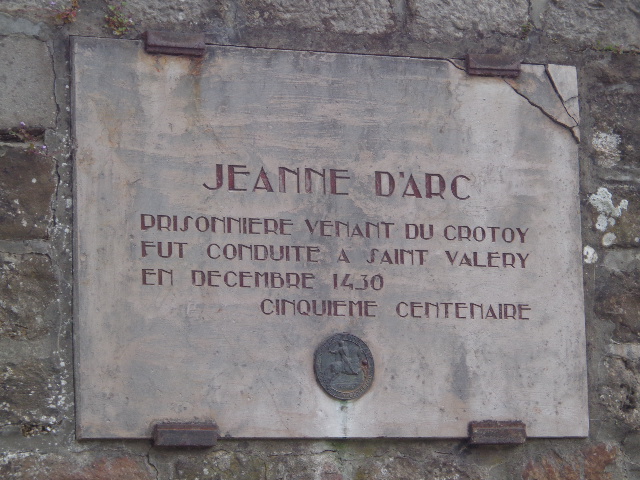 JEANNE D'ARC
PRISONNIERE VENANT DU CROTOY
FUT CONDUITE A SAINT VALERY
EN DECEMBRE 1430
CINQUIEME CENTENAIRE